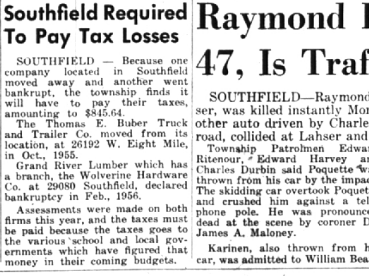 Southfield Required
To Pay Tax Losses
SOUTHFIELD — Because one
company located in Southfield
moved away and another went
bankrupt, the township finds it
will have to pay their taxes,
amounting to $845.64.
The Thomas E. Buber Truck
and Trailer Co. moved from its
location, at 26192 W. Eight Mile,
in Oct., 1955.
Grand River Lumber which has
a branch, the Wolverine Hardware
Co. at 29080 Southfield, declared
bankruptcy in Feb., 1956.
Assessments were made on both
firms this year, and the taxes must
be paid because the taxes goes to
the various school and local gov-
ernments which have figured that
money in their coming budgets.
Raymond
47, Is Traf
SOUTHFIELD—Raymond
ser, was killed instantly Mon
other auto driven by Charle
road, collided at Lahser and
Township Patrolmen Edwa
Ritenour, Edward Harvey a
Charles Durbin said Poquette w
thrown from his car by the impa
The skidding car overtook Poquet
and crushed him against a tel
phone pole. He was pronounce
dead at the scene by coroner D
James A. Maloney.
Karinen, also thrown from h
car, was admitted to William Bea